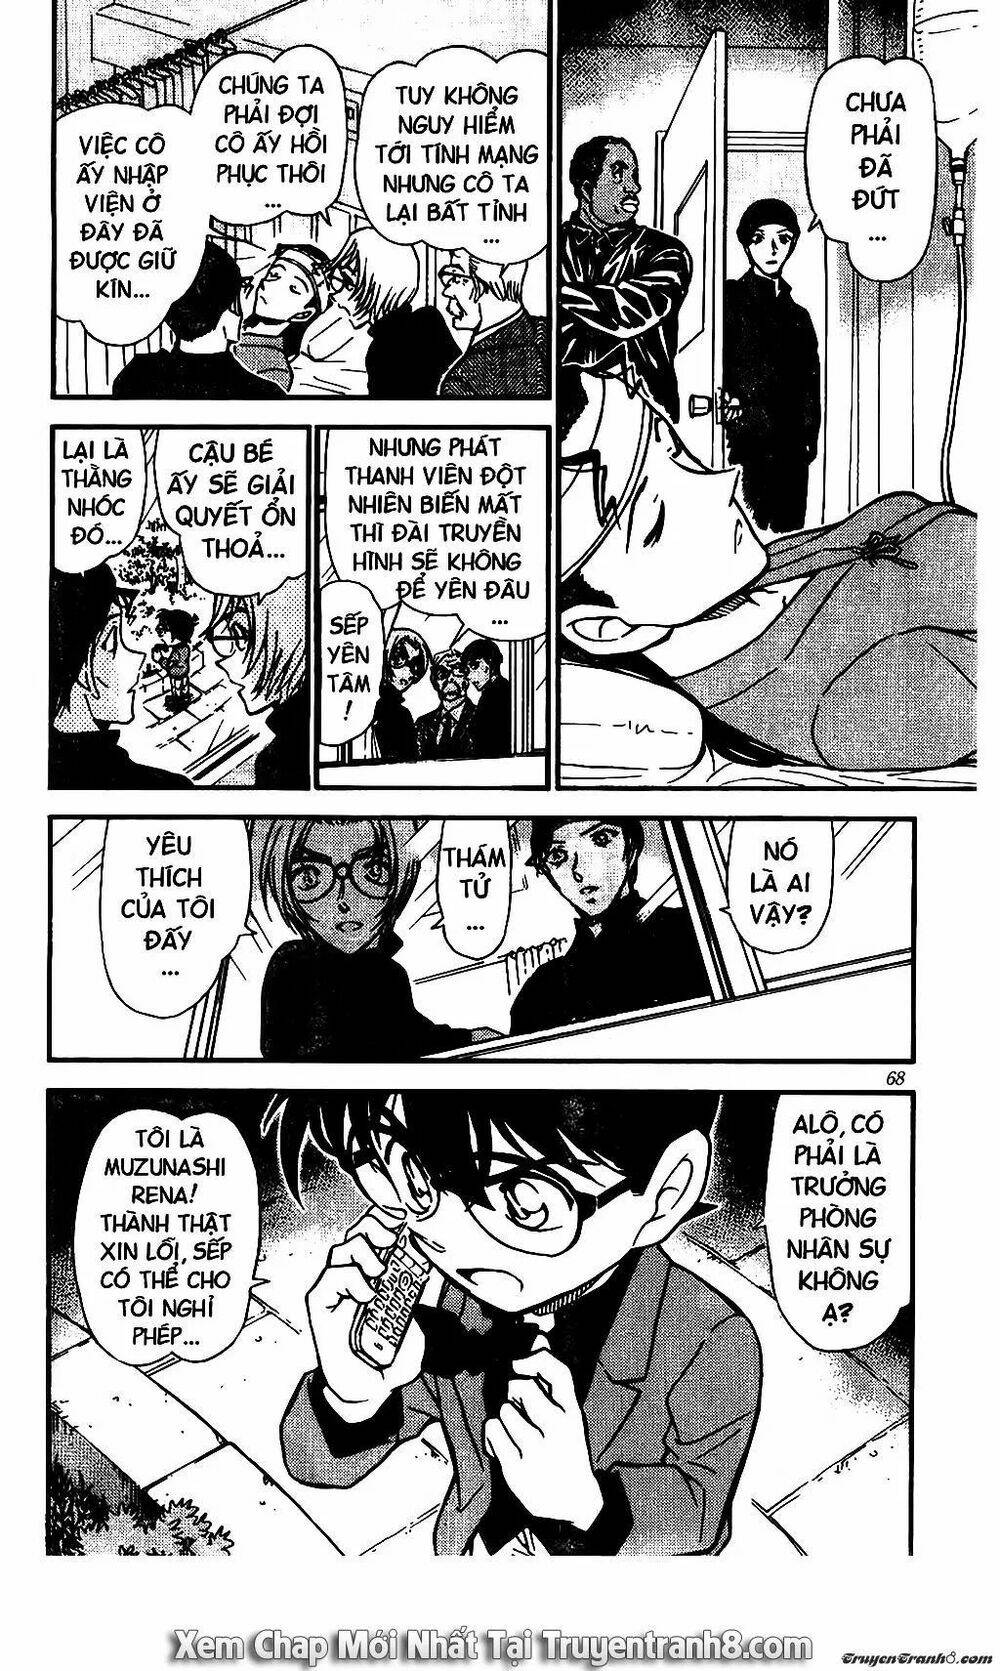 CHƯA
PHẢI
ĐÃ
ĐỨT
...
TUY KHÔNG
NGUY HIỂM
TỚI TÍNH MẠNG
NHƯNG CÔ TA
LẠI BẤT TỈNH
...
CHÚNG TA
PHẢI ĐỢI
CÔ ẤY HỒI
PHỤC THÔI
...
VIỆC CÔ
ẤY NHẬP
VIỆN Ở
ĐÂY ĐÃ
ĐƯỢC GIỮ
KÍN...
NHƯNG PHÁT
THANH VIÊN ĐỘT
NHIÊN BIẾN MẤT
THÌ ĐÀI TRUYỀN
HÌNH SẼ KHÔNG
ĐỂ YÊN ĐÂU
...
SẾP
YÊN
TÂM
!
CẬU BÉ
ẤY SẼ GIẢI
QUYẾT ỔN
THOẢ...
LẠI LÀ
THẰNG
NHÓC
ĐÓ...
NÓ
LÀ AI
VẬY?
THÁM
TỬ
...
YÊU
THÍCH
CỦA TÔI
ĐẤY
...
68
ALÔ, CÓ
PHẢI LÀ
TRƯỞNG
PHÒNG
NHÂN SỰ
KHÔNG
Ạ?
TÔI LÀ
MUZUNASHI
RENA!
THÀNH THẬT
XIN LỖI, SẾP
CÓ THỂ CHO
TÔI NGHỈ
PHÉP...
Xem Chap Mới Nhất Tại Truyentranh8.com
TruyenTranh8.com